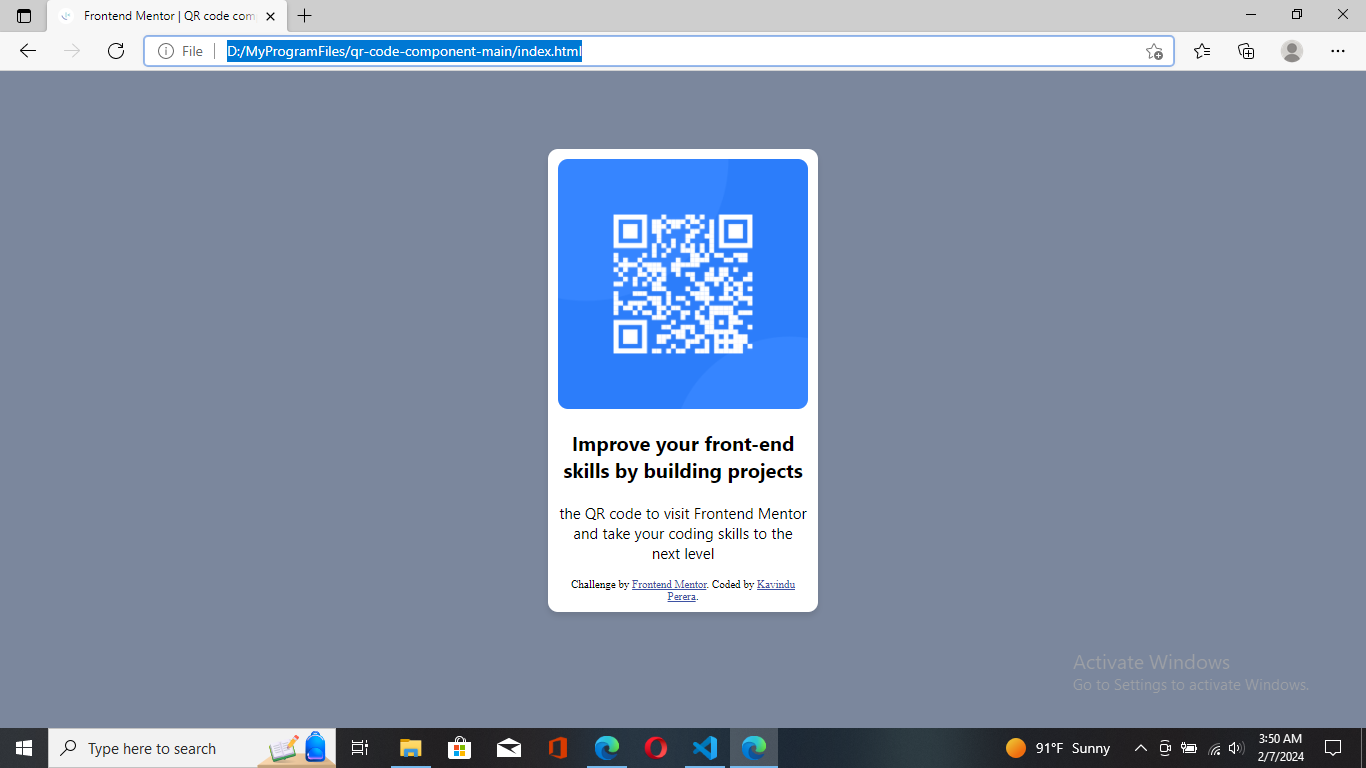 Frontend Mentor | QR code com
File
D:/MyProgramFiles/qr-code-component-main/index.html
Improve your front-end
skills by building projects
the QR code to visit Frontend Mentor
and take your coding skills to the
next level
Challenge by Frontend Mentor. Coded by Kavindu
Perera.
Activate Windows
Go to Settings to activate Windows.
Type here to search
91°F Sunny
3:50 AM
2/7/2024